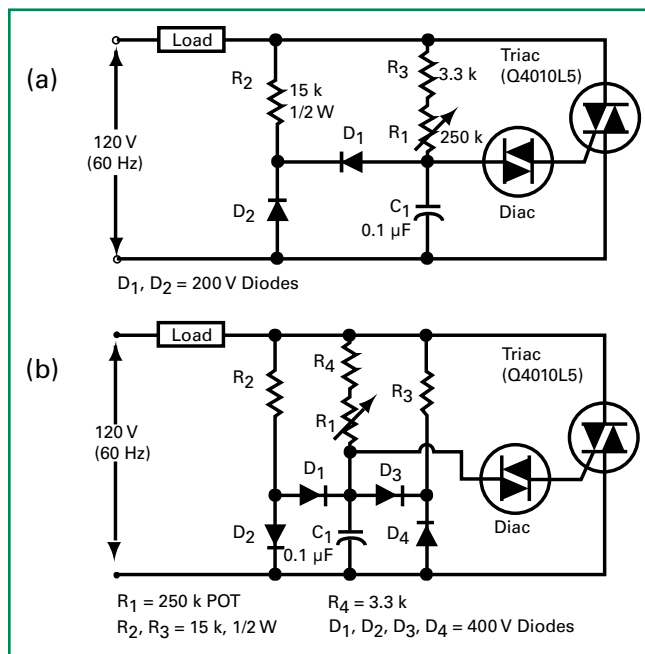 (a)
Load
R2
15 k
1/2 W
R3
3.3 k
R1
250 k
D1
D2
C1
0.1 µF
120 V
(60 Hz)
Triac
(Q4010L5)
Diac
D1, D2 = 200 V Diodes
(b)
Load
R2
R4
R1
R3
D1
D3
D2
C1
0.1 µF
D4
120 V
(60 Hz)
Triac
(Q4010L5)
Diac
R1 = 250 k POT
R4 = 3.3 k
R2, R3 = 15 k, 1/2 W
D1, D2, D3, D4 = 400 V Diodes